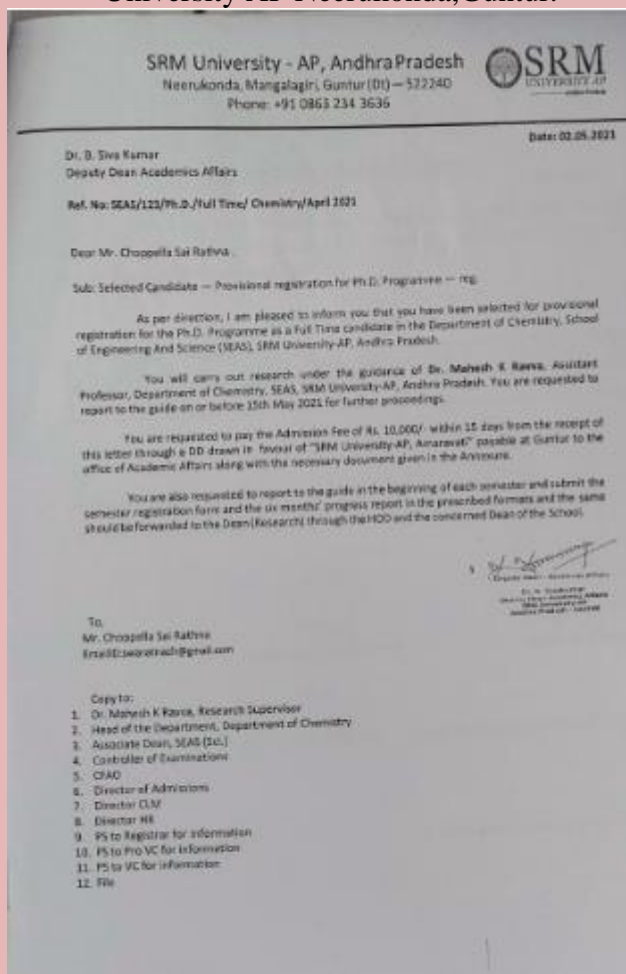 University AP Neerukonda, Guntur.
SRM University - AP, Andhra Pradesh
Neerukonda, Mangalagiri, Guntur (Dt) — 522240
Phone: +91 0863 234 3636
SRM
UNIVERSITY AP
Date: 02.05.2021
Dr. B. Siva Kumar
Deputy Dean Academics Affairs
Ref. No: SEAS/123/Ph.D./Full Time/ Chemistry/April 2021
Dear Mr. Choppella Sai Rathna
Sub: Selected Candidate — Provisional registration for Ph.D. Programme — reg.
As per direction, I am pleased to inform you that you have been selected for provisional
registration for the Ph.D. Programme as a Full Time candidate in the Department of Chemistry, School
of Engineering And Science (SEAS), SRM University-AP, Andhra Pradesh.
You will carry out research under the guidance of Dr. Mahesh K Ravva, Assistant
Professor, Department of Chemistry, SEAS, SRM University-AP, Andhra Pradesh. You are requested to
report to the guide on or before 15th May 2021 for further proceedings.
You are requested to pay the Admission Fee of Rs. 10,000/- within 15 days from the receipt of
this letter through a DD drawn in favour of "SRM University-AP, Amaravati" payable at Guntur to the
office of Academic Affairs along with the necessary document given in the Annexure.
You are also requested to report to the guide in the beginning of each semester and submit the
semester registration form and the six months' progress report in the prescribed formats and the same
should be forwarded to the Dean (Research) through the HOD and the concerned Dean of the School.
To,
Mr. Choppella Sai Rathna
Copy to:
1. Dr. Mahesh K Ravva, Research Supervisor
2. Head of the Department, Department of Chemistry
3. Associate Dean, SEAS (Sci.)
4. Controller of Examinations
5. CFAO
6. Director of Admissions
7. Director CLM
8. Director HR
9. PS to Registrar for information
10. PS to Pro VC for information
11. PS to VC for information
12. File